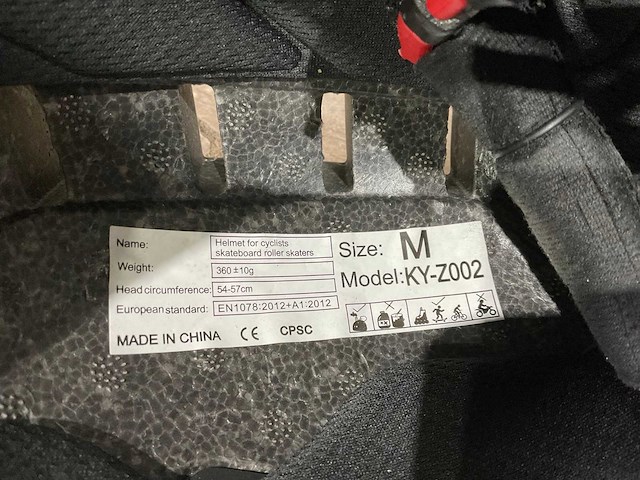 Name: Helmet for cyclists
skateboard roller skaters
Weight: 360±10g
Head circumference: 54-57cm
European standard: EN1078:2012+A1:2012
MADE IN CHINA CE CPSC
Size: M
Model:KY-Z002